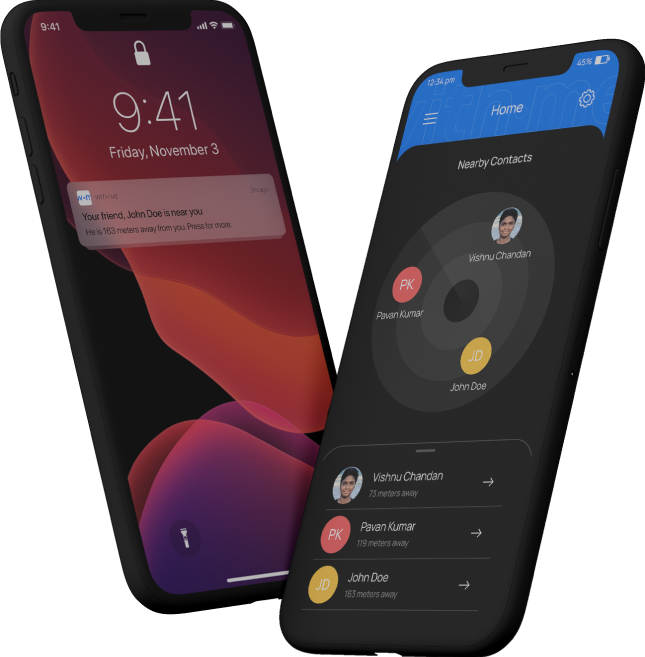 9:41
9:41
Friday, November 3
w•m WITH ME 2m ago
Your friend, John Doe is near you
He is 163 meters away from you. Press for more.
12:34 pm 45%
Home
Nearby Contacts
Vishnu Chandan
PK
Pavan Kumar
JD
John Doe
Vishnu Chandan
73 meters away
PK
Pavan Kumar
119 meters away
JD
John Doe
163 meters away